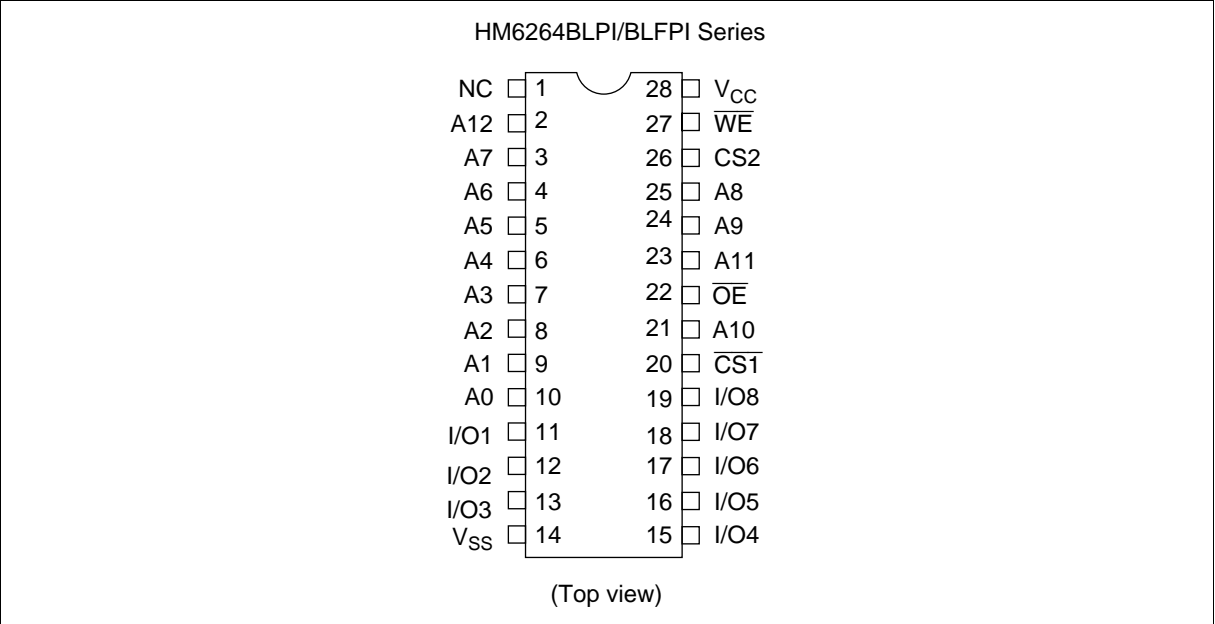 HM6264BLPI/BLFPI Series
NC 1 28 VCC
A12 2 27 W̅E̅
A7 3 26 CS2
A6 4 25 A8
A5 5 24 A9
A4 6 23 A11
A3 7 22 O̅E̅
A2 8 21 A10
A1 9 20 C̅S̅1̅
A0 10 19 I/O8
I/O1 11 18 I/O7
I/O2 12 17 I/O6
I/O3 13 16 I/O5
VSS 14 15 I/O4
(Top view)